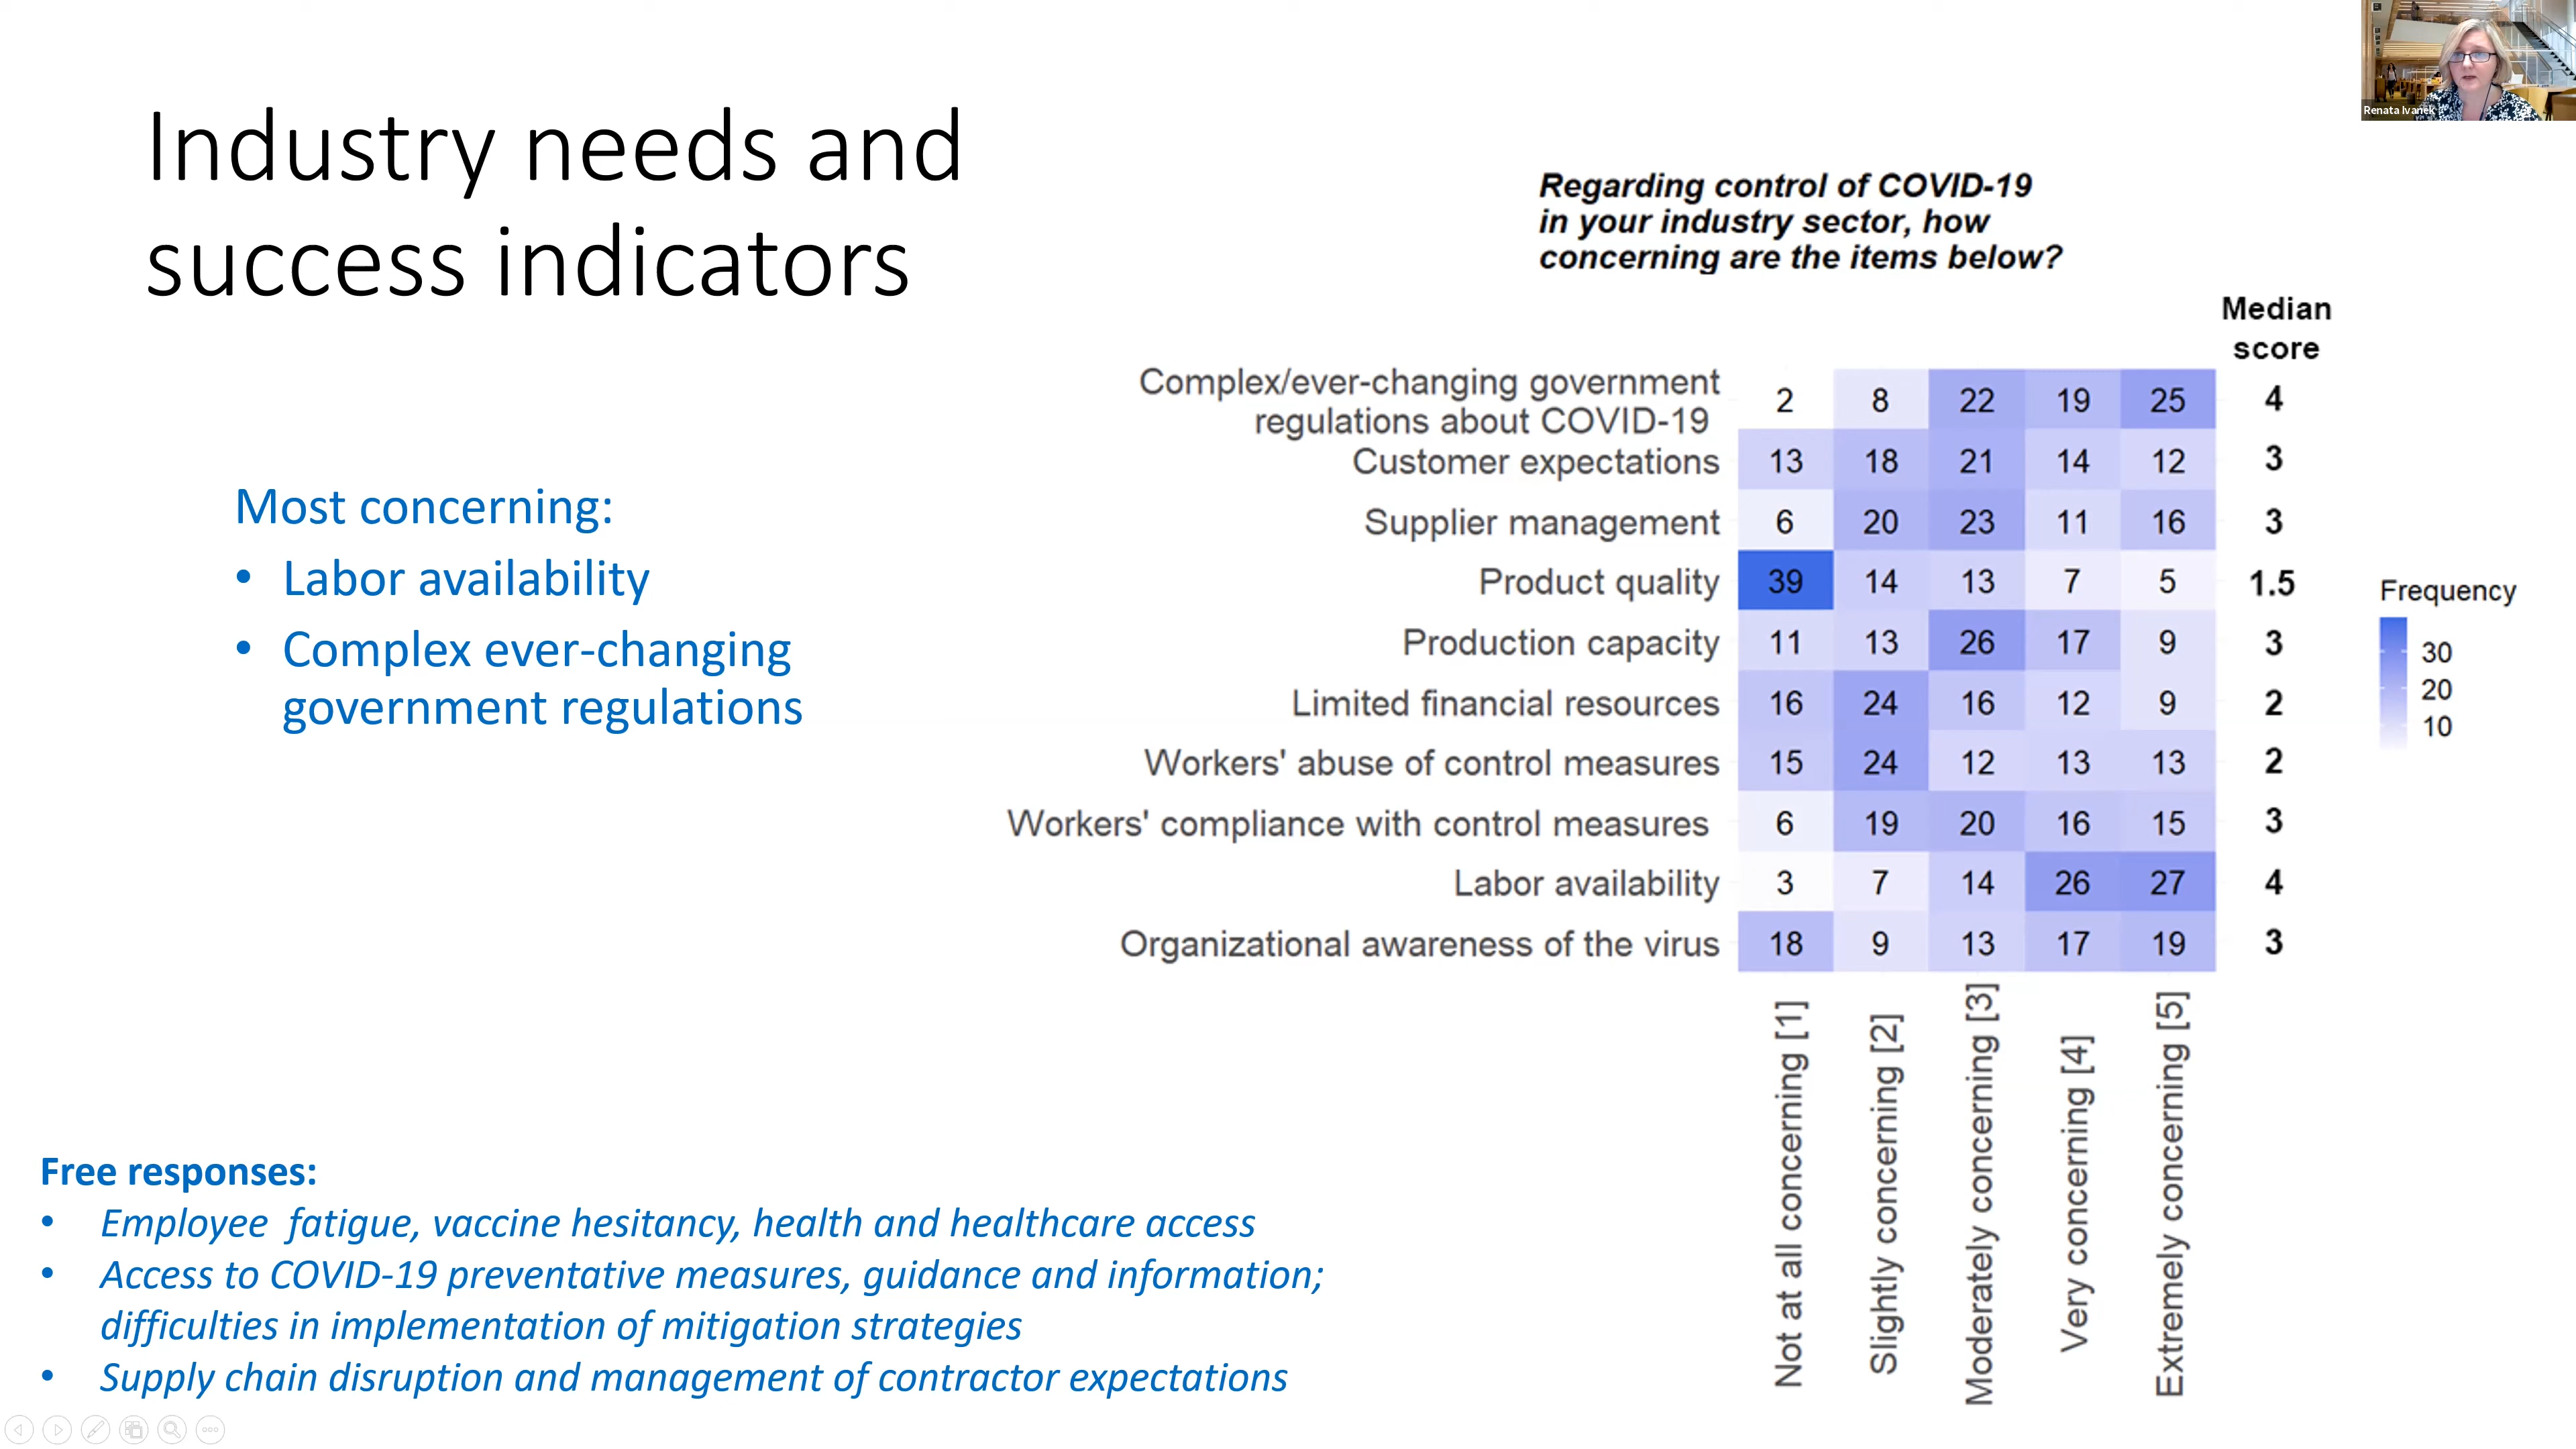 Renata Ivanek
Industry needs and
success indicators
Most concerning:
• Labor availability
• Complex ever-changing
government regulations
Regarding control of COVID-19
in your industry sector, how
concerning are the items below?
Median
score
Complex/ever-changing government
regulations about COVID-19
2 8 22 19 25 4
Customer expectations 13 18 21 14 12 3
Supplier management 6 20 23 11 16 3
Product quality 39 14 13 7 5 1.5
Production capacity 11 13 26 17 9 3
Limited financial resources 16 24 16 12 9 2
Workers' abuse of control measures 15 24 12 13 13 2
Workers' compliance with control measures 6 19 20 16 15 3
Labor availability 3 7 14 26 27 4
Organizational awareness of the virus 18 9 13 17 19 3
Not at all concerning [1]
Slightly concerning [2]
Moderately concerning [3]
Very concerning [4]
Extremely concerning [5]
Frequency
30
20
10
Free responses:
• Employee fatigue, vaccine hesitancy, health and healthcare access
• Access to COVID-19 preventative measures, guidance and information;
difficulties in implementation of mitigation strategies
• Supply chain disruption and management of contractor expectations